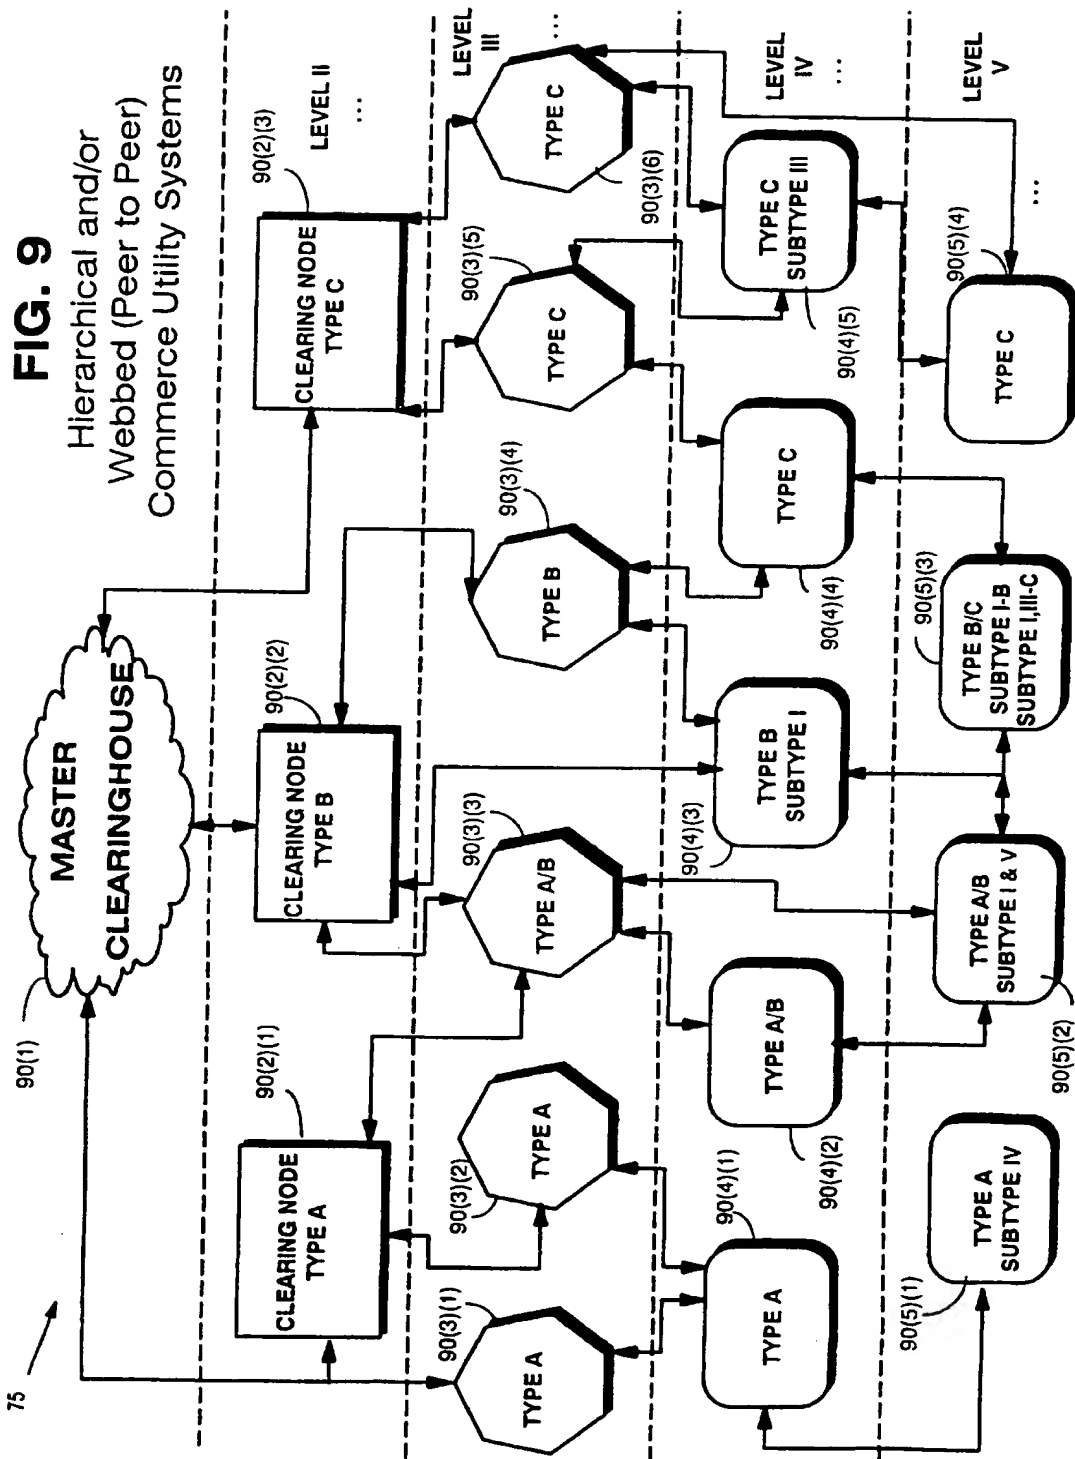 FIG. 9
Hierarchical and/or
Webbed (Peer to Peer)
Commerce Utility Systems
75
90(1)
MASTER
CLEARINGHOUSE
LEVEL II
...
90(2)(1)
CLEARING NODE
TYPE A
90(2)(2)
CLEARING NODE
TYPE B
90(2)(3)
CLEARING NODE
TYPE C
LEVEL
III
...
90(3)(1)
TYPE A
90(3)(2)
TYPE A
90(3)(3)
TYPE A/B
90(3)(4)
TYPE B
90(3)(5)
TYPE C
90(3)(6)
TYPE C
LEVEL
IV
...
90(4)(1)
TYPE A
90(4)(2)
TYPE A/B
90(4)(3)
TYPE B
SUBTYPE I
90(4)(4)
TYPE C
90(4)(5)
TYPE C
SUBTYPE III
LEVEL
V
...
90(5)(1)
TYPE A
SUBTYPE IV
90(5)(2)
TYPE A/B
SUBTYPE I & V
90(5)(3)
TYPE B/C
SUBTYPE I-B
SUBTYPE I,III-C
90(5)(4)
TYPE C